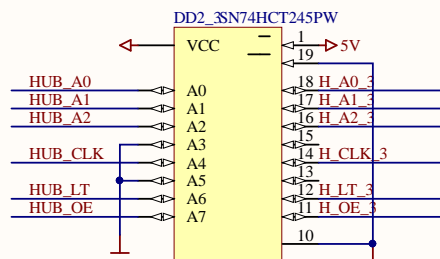 DD2_3SN74HCT245PW
VCC 1 5V
19
HUB_A0 A0 18 H_A0_3
HUB_A1 A1 17 H_A1_3
HUB_A2 A2 16 H_A2_3
A3 15
HUB_CLK A4 14 H_CLK_3
A5 13
HUB_LT A6 12 H_LT_3
HUB_OE A7 11 H_OE_3
10